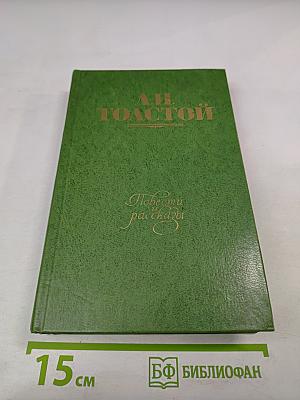 Л.Н.
ТОЛСТОЙ
Повести
и
рассказы
15 см
БФ БИБЛИОФАН